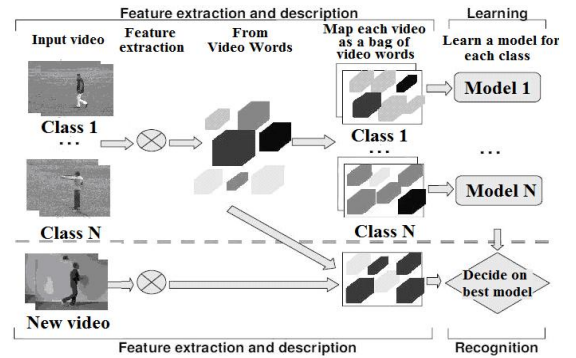 Feature extraction and description
Learning
Input video
Feature
extraction
From
Video Words
Map each video
as a bag of
video words
Learn a model for
each class
Class 1
...
Class N
Class 1
...
Class N
Model 1
...
Model N
New video
Decide on
best model
Feature extraction and description
Recognition